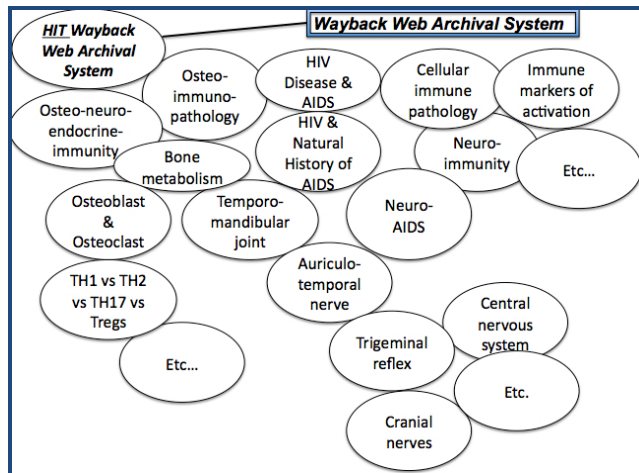 Wayback Web Archival System
HIT Wayback
Web Archival
System
Osteo-
immuno-
pathology
HIV
Disease &
AIDS
Cellular
immune
pathology
Immune
markers of
activation
Osteo-neuro-
endocrine-
immunity
Bone
metabolism
HIV &
Natural
History of
AIDS
Neuro-
immunity
Etc...
Osteoblast
&
Osteoclast
Temporo-
mandibular
joint
Neuro-
AIDS
TH1 vs TH2
vs TH17 vs
Tregs
Auriculo-
temporal
nerve
Etc...
Trigeminal
reflex
Central
nervous
system
Etc.
Cranial
nerves